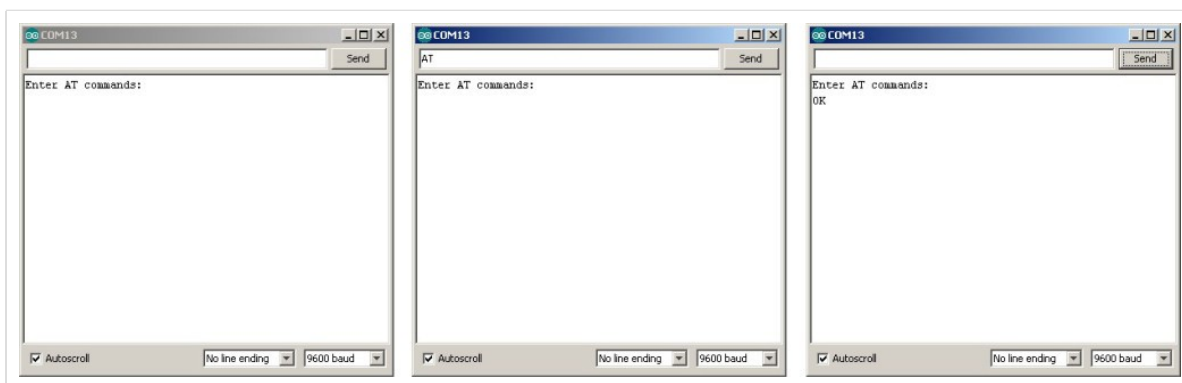 COM13
Send
Enter AT commands:
Autoscroll
No line ending
9600 baud
COM13
AT
Send
Enter AT commands:
Autoscroll
No line ending
9600 baud
COM13
Send
Enter AT commands:
OK
Autoscroll
No line ending
9600 baud